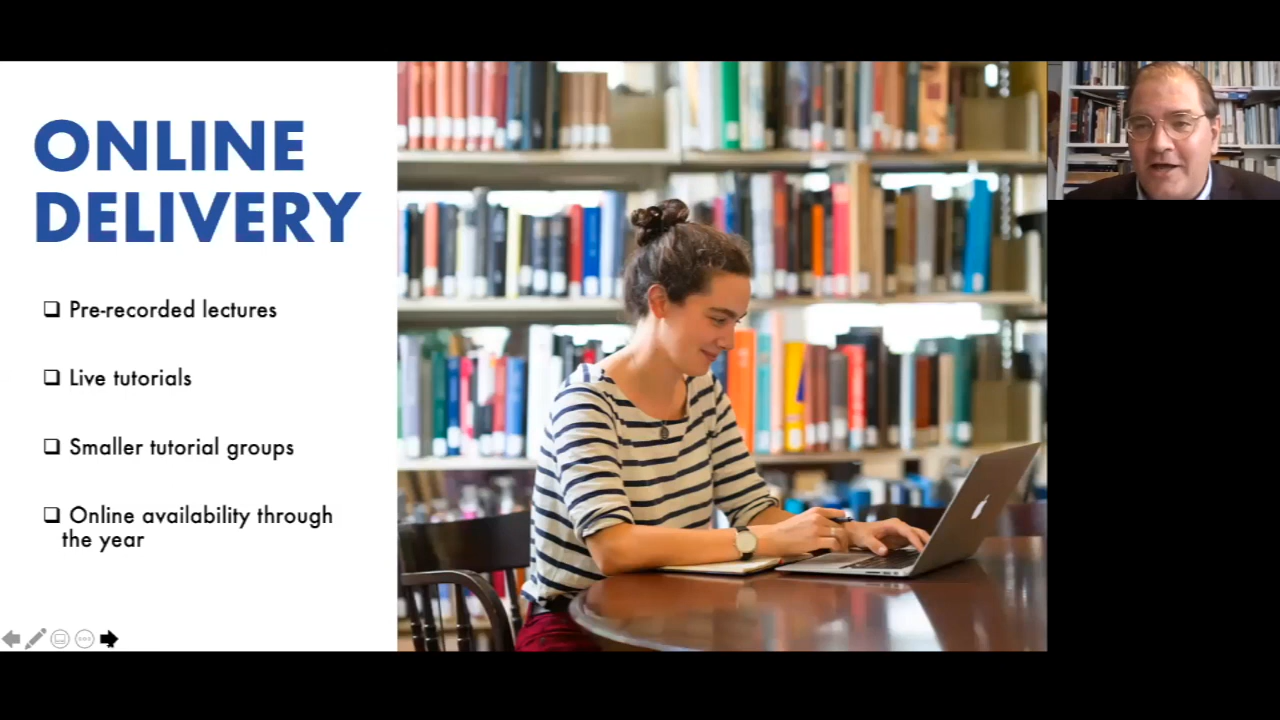 ONLINE
DELIVERY
❑ Pre-recorded lectures
❑ Live tutorials
❑ Smaller tutorial groups
❑ Online availability through
the year